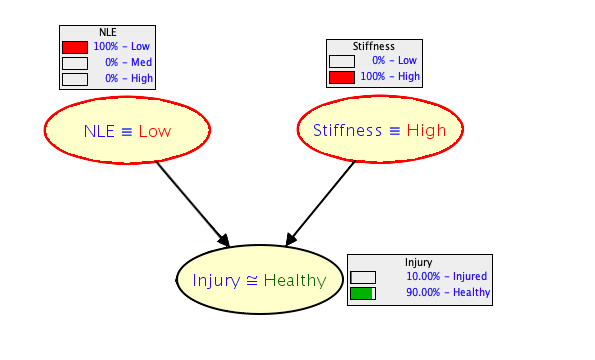 NLE
100% - Low
0% - Med
0% - High
Stiffness
0% - Low
100% - High
NLE ≡ Low
Stiffness ≡ High
Injury ≅ Healthy
Injury
10.00% - Injured
90.00% - Healthy